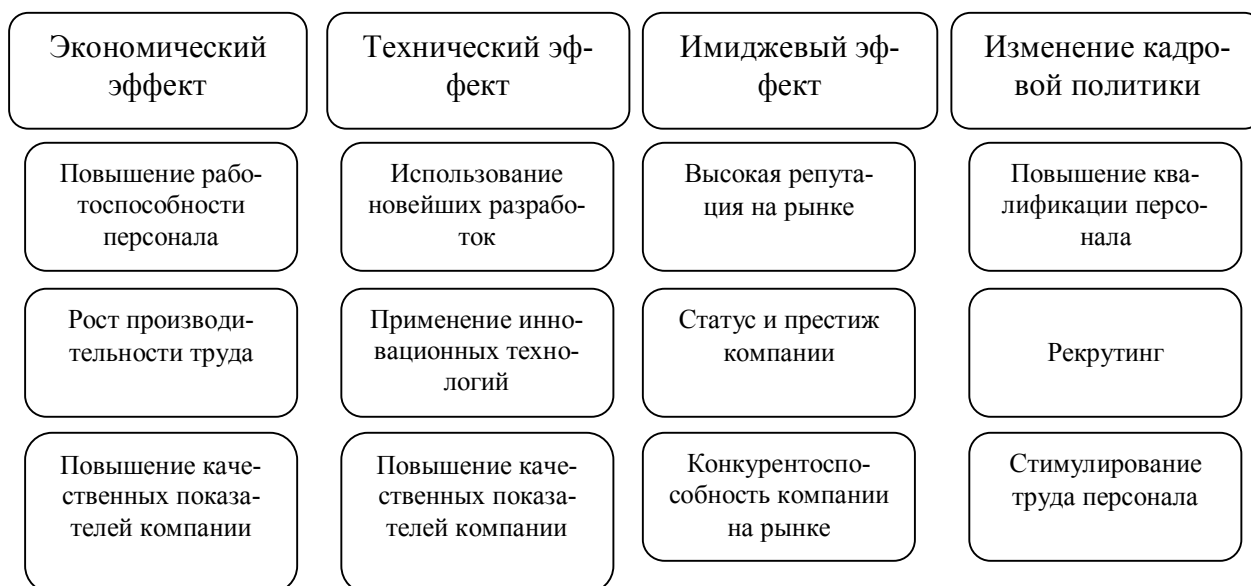 Экономический
эффект
Технический эф-
фект
Имиджевый эф-
фект
Изменение кадро-
вой политики
Повышение рабо-
тоспособности
персонала
Использование
новейших разрабо-
ток
Высокая репута-
ция на рынке
Повышение ква-
лификации персо-
нала
Рост производи-
тельности труда
Применение инно-
вационных техно-
логий
Статус и престиж
компании
Рекрутинг
Повышение каче-
ственных показа-
телей компании
Повышение каче-
ственных показа-
телей компании
Конкурентоспо-
собность компании
на рынке
Стимулирование
труда персонала